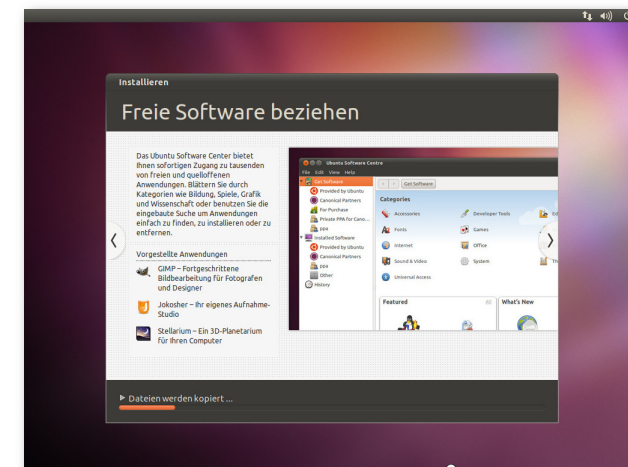 Installieren
Freie Software beziehen
Das Ubuntu Software Center bietet
Ihnen sofortigen Zugang zu tausenden
von freien und quelloffenen
Anwendungen. Blättern Sie durch
Kategorien wie Bildung, Spiele, Grafik
und Wissenschaft oder benutzen Sie die
eingebaute Suche um Anwendungen
einfach zu finden, zu installieren oder zu
entfernen.
Vorgestellte Anwendungen
GIMP – Fortgeschrittene
Bildbearbeitung für Fotografen
und Designer
Jokosher – Ihr eigenes Aufnahme-
Studio
Stellarium – Ein 3D-Planetarium
für Ihren Computer
Ubuntu Software Centre
File Edit View Help
Get Software
Provided by Ubuntu
Canonical Partners
For Purchase
Private PPA for Cano...
ppa
Installed Software
Provided by Ubuntu
Canonical Partners
ppa
Other
History
Get Software
Categories
Accessories
Developer Tools
Ed
Fonts
Games
Internet
Office
Sound & Video
System
Th
Universal Access
Featured
All
What's New
Dateien werden kopiert ...